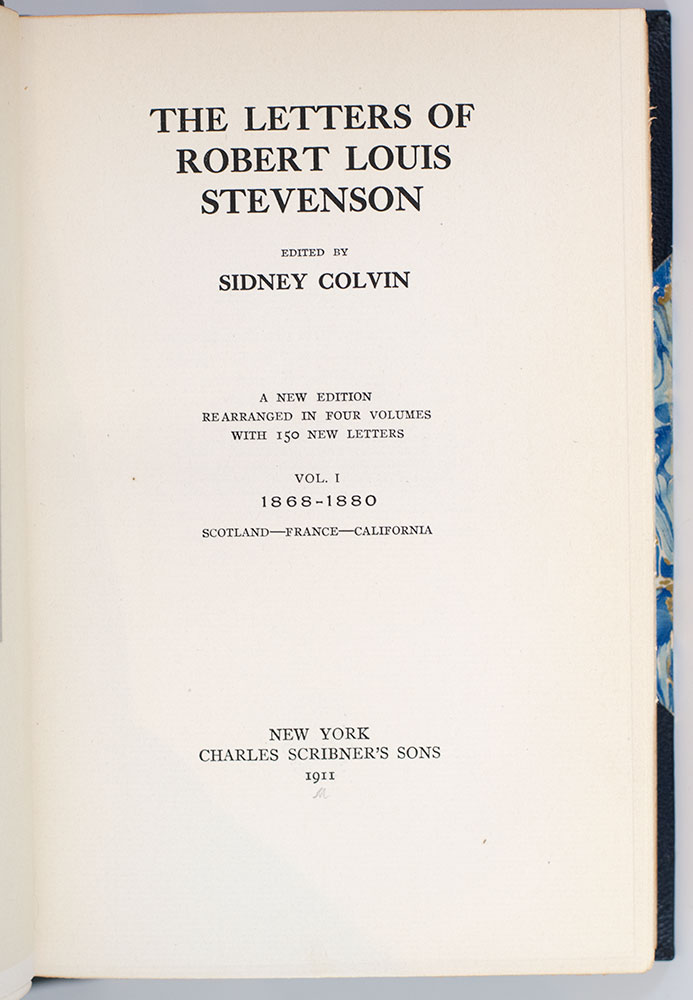 THE LETTERS OF
ROBERT LOUIS
STEVENSON
EDITED BY
SIDNEY COLVIN
A NEW EDITION
REARRANGED IN FOUR VOLUMES
WITH 150 NEW LETTERS
VOL. I
1868-1880
SCOTLAND—FRANCE—CALIFORNIA
NEW YORK
CHARLES SCRIBNER'S SONS
1911